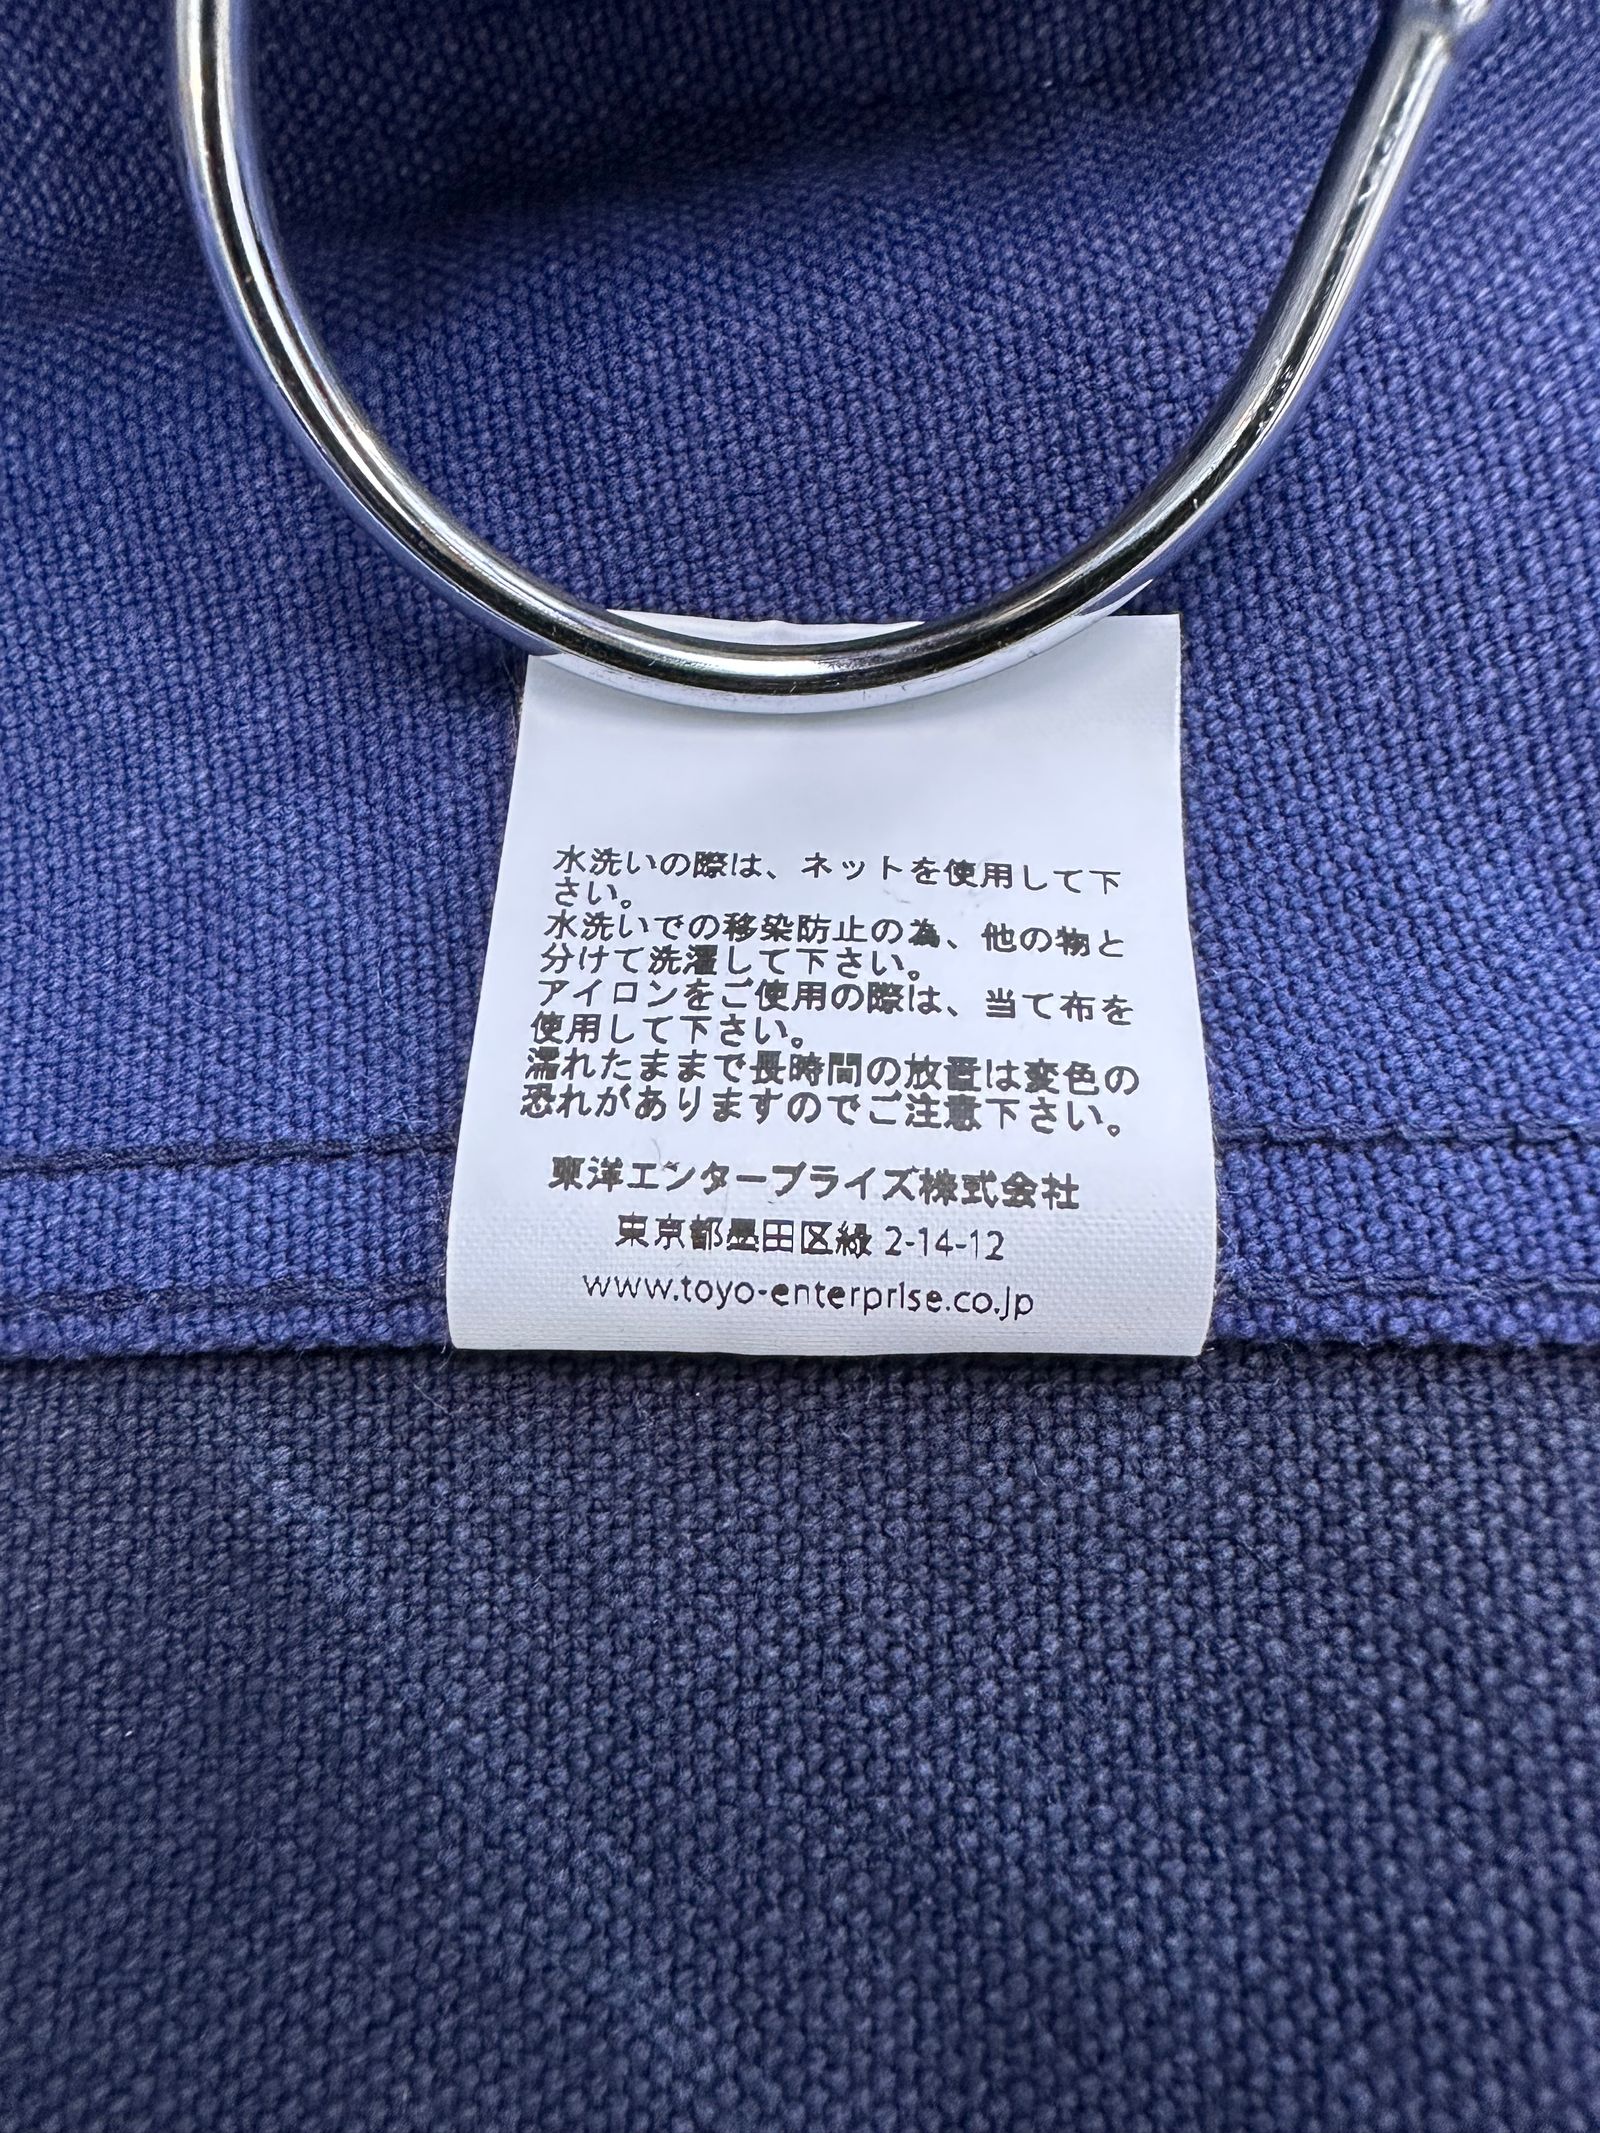 水洗いの際は、ネットを使用して下
さい。
水洗いでの移染防止の為、他の物と
分けて洗濯して下さい。
アイロンをご使用の際は、当て布を
使用して下さい。
濡れたままで長時間の放置は変色の
恐れがありますのでご注意下さい。
東洋エンタープライズ株式会社
東京都墨田区緑 2-14-12
www.toyo-enterprise.co.jp